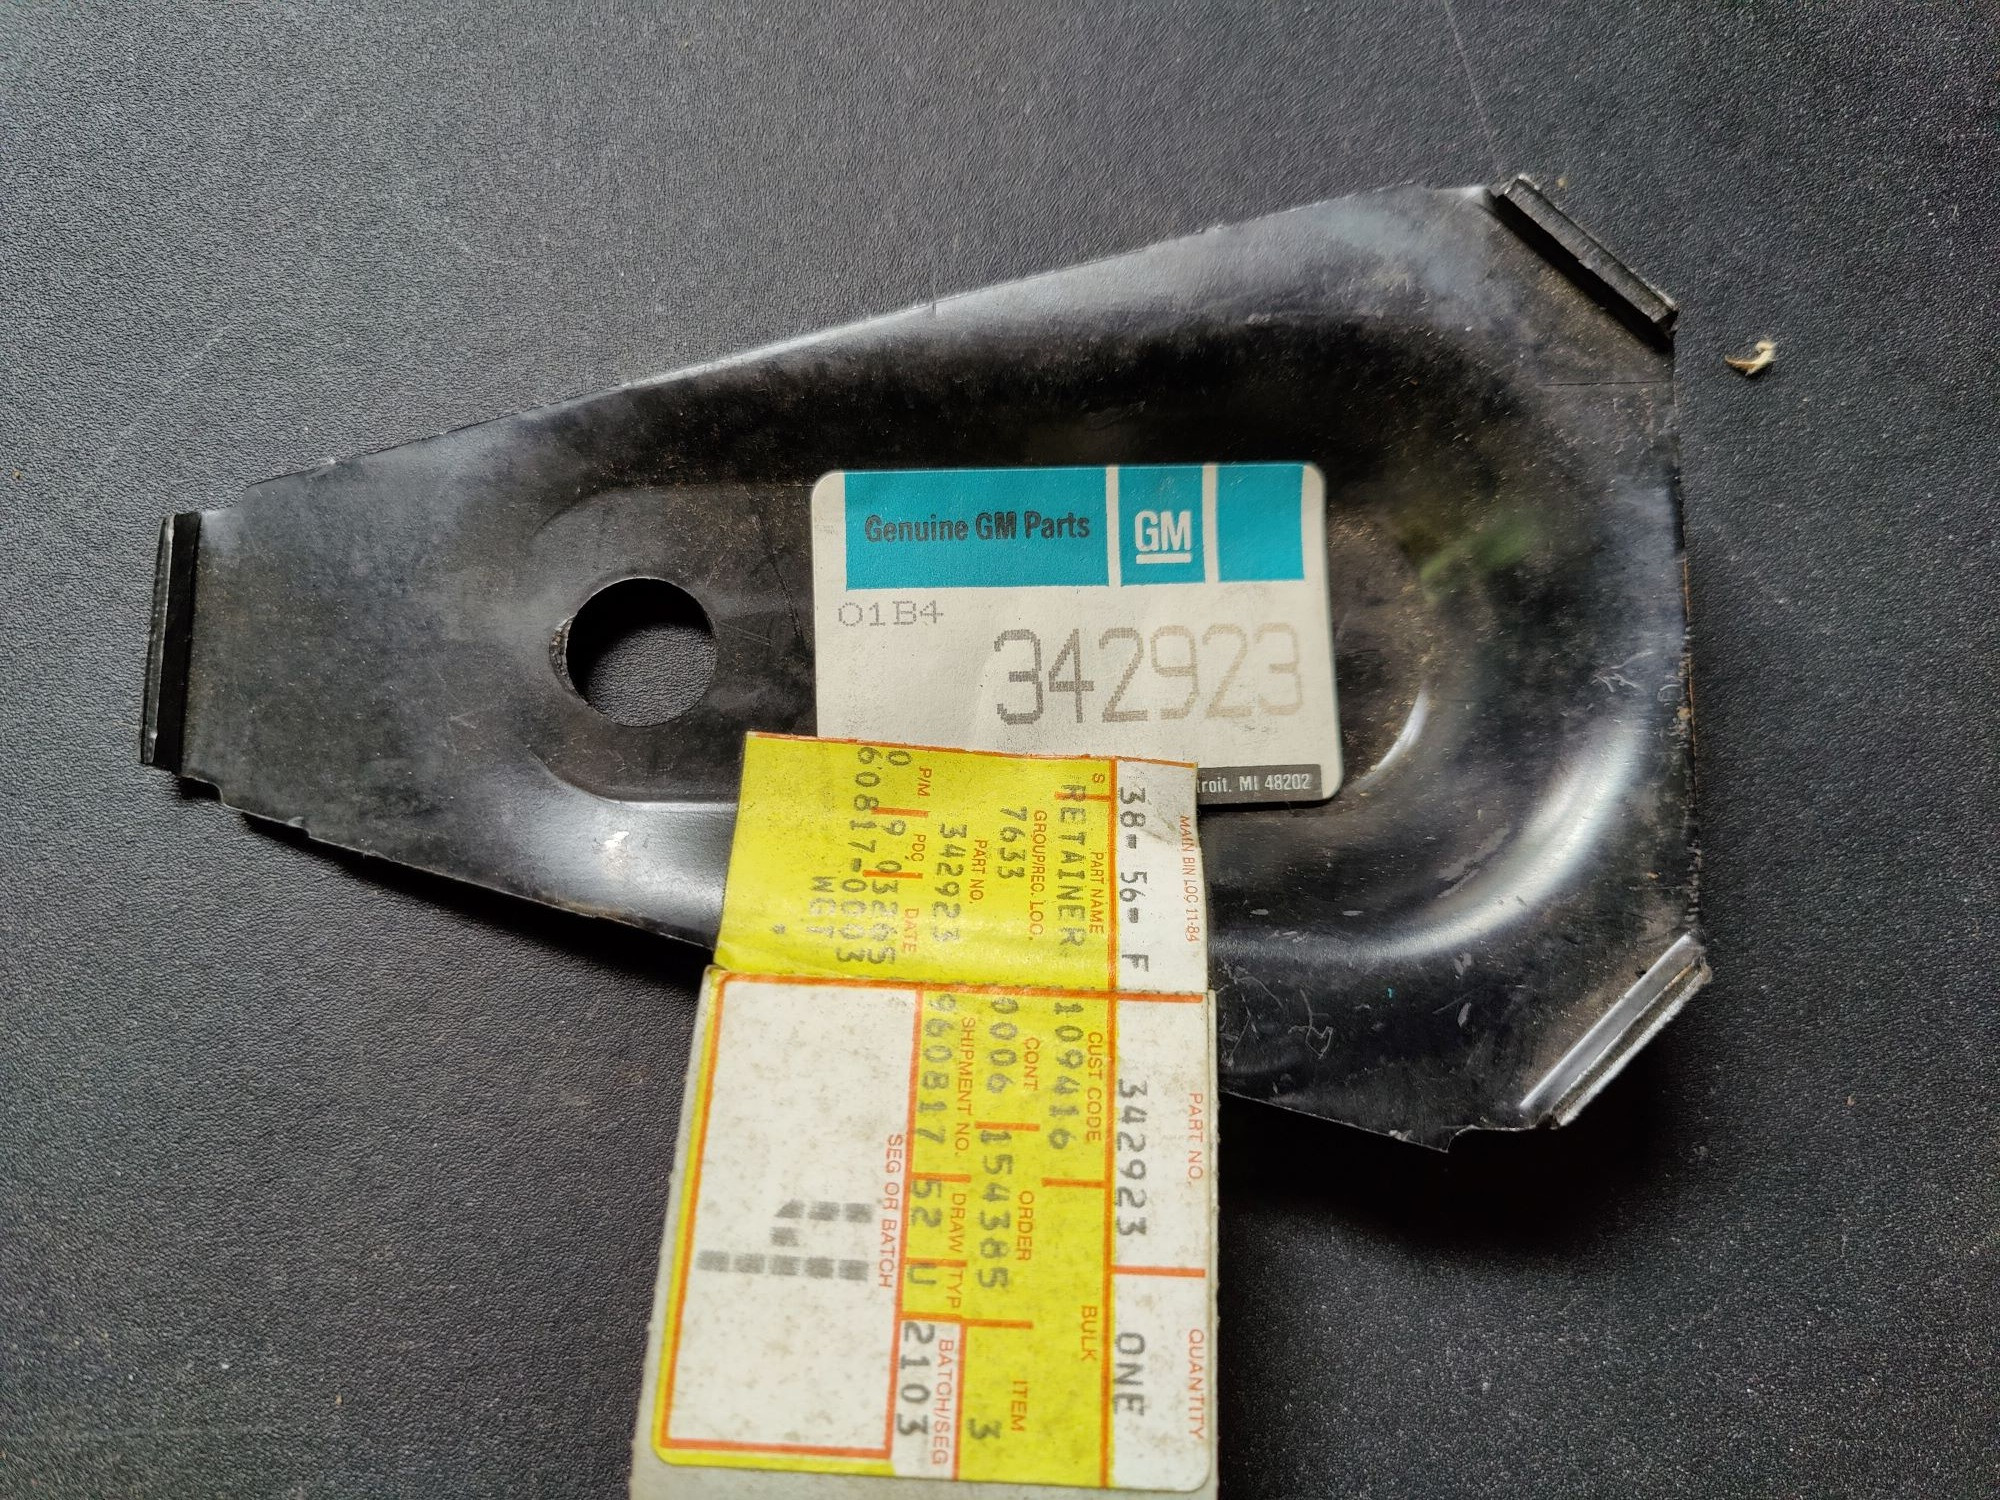 Genuine GM Parts
GM
01B4
342923
troit, MI 48202
MAIN BIN LOC 11-84
38- 56- F
S
PART NAME
RETAINER
GROUP/REC. LOC.
7633
PART NO.
342923
P/M
PDC
DATE
0
9
03265
60817-0003
WGT
PART NO.
QUANTITY
342923
ONE
CUST CODE
BULK
109416
CONT
ORDER
ITEM
0006
154385
3
SHIPMENT NO.
DRAW
TYP
BATCH/SEG
960817
52
U
2103
SEG OR BATCH